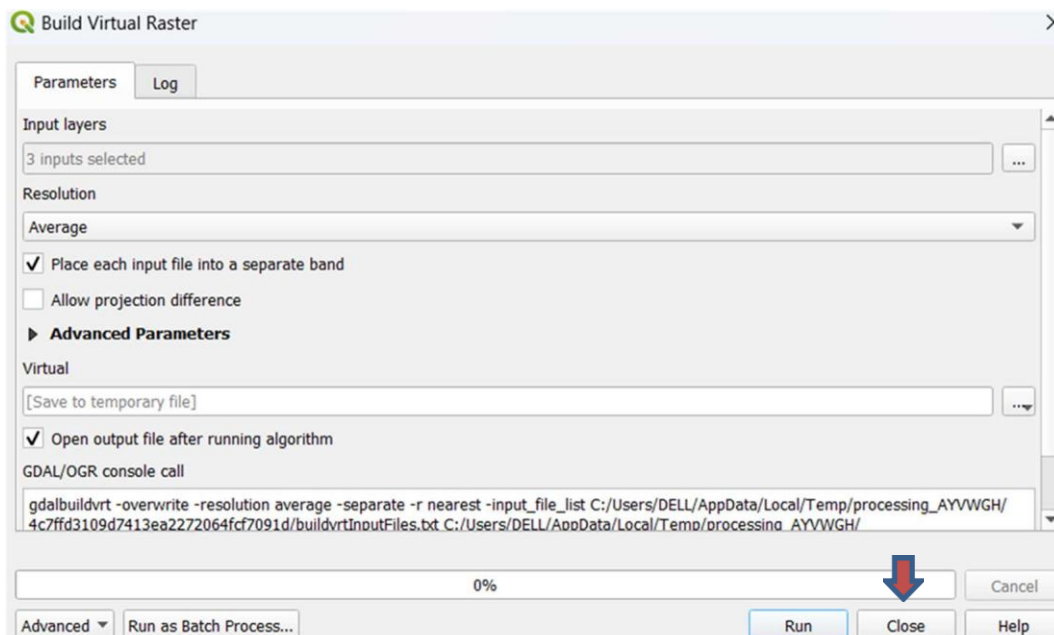 Build Virtual Raster
Parameters Log
Input layers
3 inputs selected
...
Resolution
Average
Place each input file into a separate band
Allow projection difference
Advanced Parameters
Virtual
[Save to temporary file]
...
Open output file after running algorithm
GDAL/OGR console call
gdalbuildvrt -overwrite -resolution average -separate -r nearest -input_file_list C:/Users/DELL/AppData/Local/Temp/processing_AYVWGH/
4c7ffd3109d7413ea2272064fcf7091d/buildvrtInputFiles.txt C:/Users/DELL/AppData/Local/Temp/processing_AYVWGH/
0% Cancel
Advanced Run as Batch Process... Run Close Help